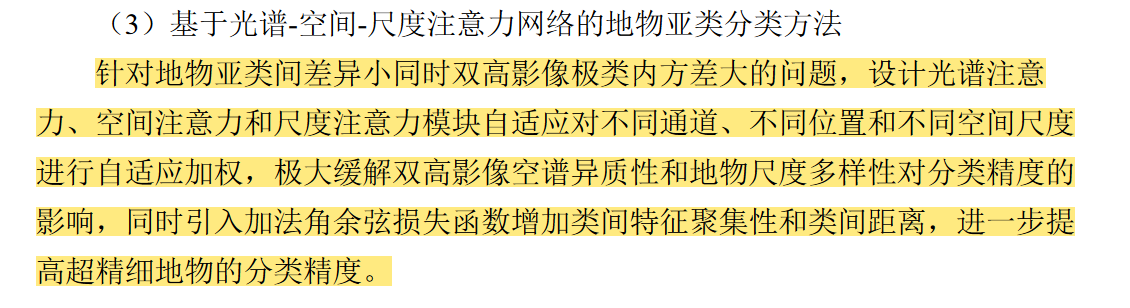 （3）基于光谱-空间-尺度注意力网络的地物亚类分类方法
针对地物亚类间差异小同时双高影像极类内方差大的问题，设计光谱注意
力、空间注意力和尺度注意力模块自适应对不同通道、不同位置和不同空间尺度
进行自适应加权，极大缓解双高影像空谱异质性和地物尺度多样性对分类精度的
影响，同时引入加法角余弦损失函数增加类间特征聚集性和类间距离，进一步提
高超精细地物的分类精度。